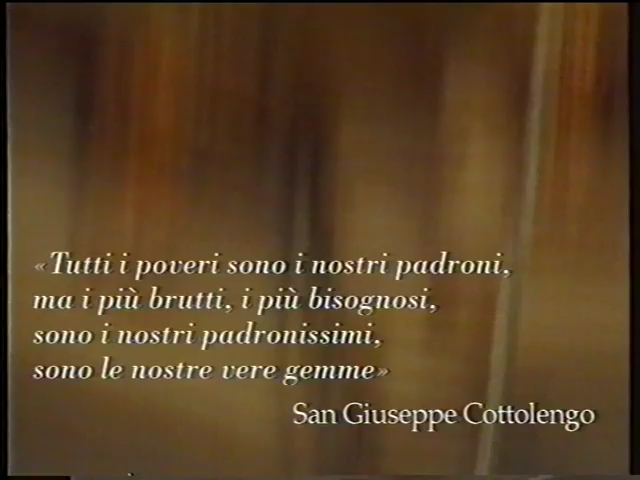 «Tutti i poveri sono i nostri padroni,
ma i più brutti, i più bisognosi,
sono i nostri padronissimi,
sono le nostre vere gemme»
San Giuseppe Cottolengo